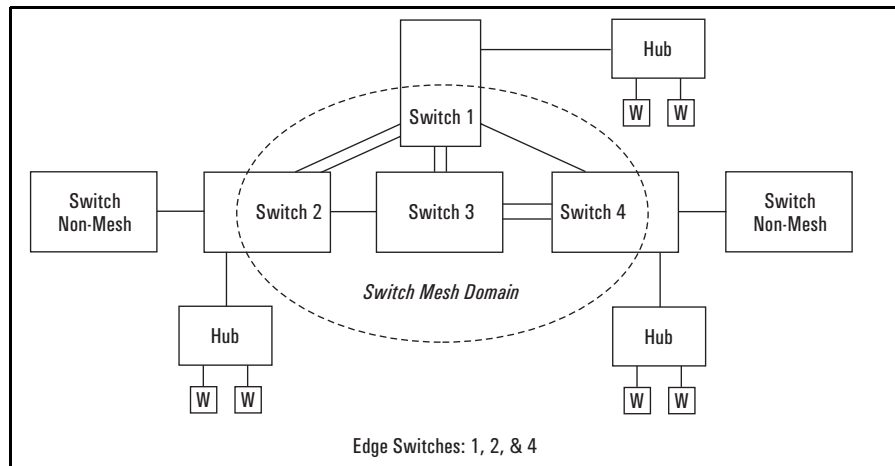 Hub
W W
Switch 1
Switch
Non-Mesh
Switch 2
Switch 3
Switch 4
Switch
Non-Mesh
Switch Mesh Domain
Hub
W W
Hub
W W
Edge Switches: 1, 2, & 4